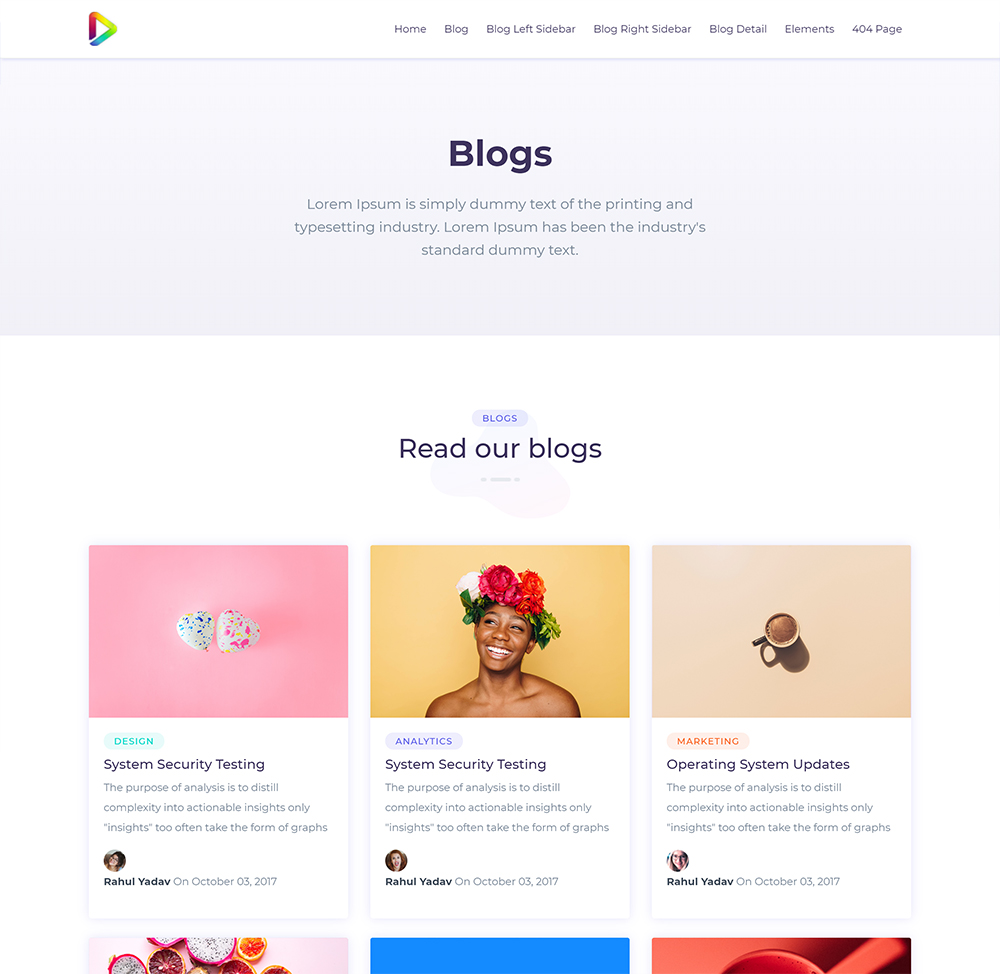 Home Blog Blog Left Sidebar Blog Right Sidebar Blog Detail Elements 404 Page
Blogs
Lorem Ipsum is simply dummy text of the printing and
typesetting industry. Lorem Ipsum has been the industry's
standard dummy text.
BLOGS
Read our blogs
DESIGN
System Security Testing
The purpose of analysis is to distill
complexity into actionable insights only
"insights" too often take the form of graphs
Rahul Yadav On October 03, 2017
ANALYTICS
System Security Testing
The purpose of analysis is to distill
complexity into actionable insights only
"insights" too often take the form of graphs
Rahul Yadav On October 03, 2017
MARKETING
Operating System Updates
The purpose of analysis is to distill
complexity into actionable insights only
"insights" too often take the form of graphs
Rahul Yadav On October 03, 2017